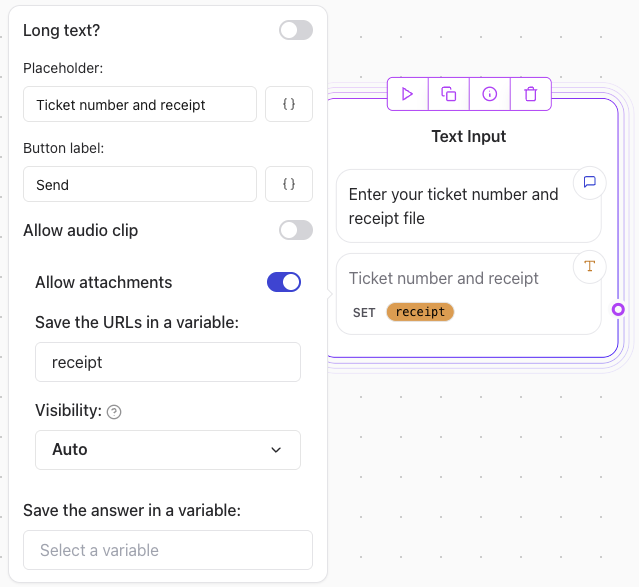 Long text?
Placeholder:
Ticket number and receipt
{ }
Button label:
Send
{ }
Allow audio clip
Allow attachments
Save the URLs in a variable:
receipt
Visibility: ?
Auto
Save the answer in a variable:
Select a variable
Text Input
Enter your ticket number and
receipt file
Ticket number and receipt
SET receipt